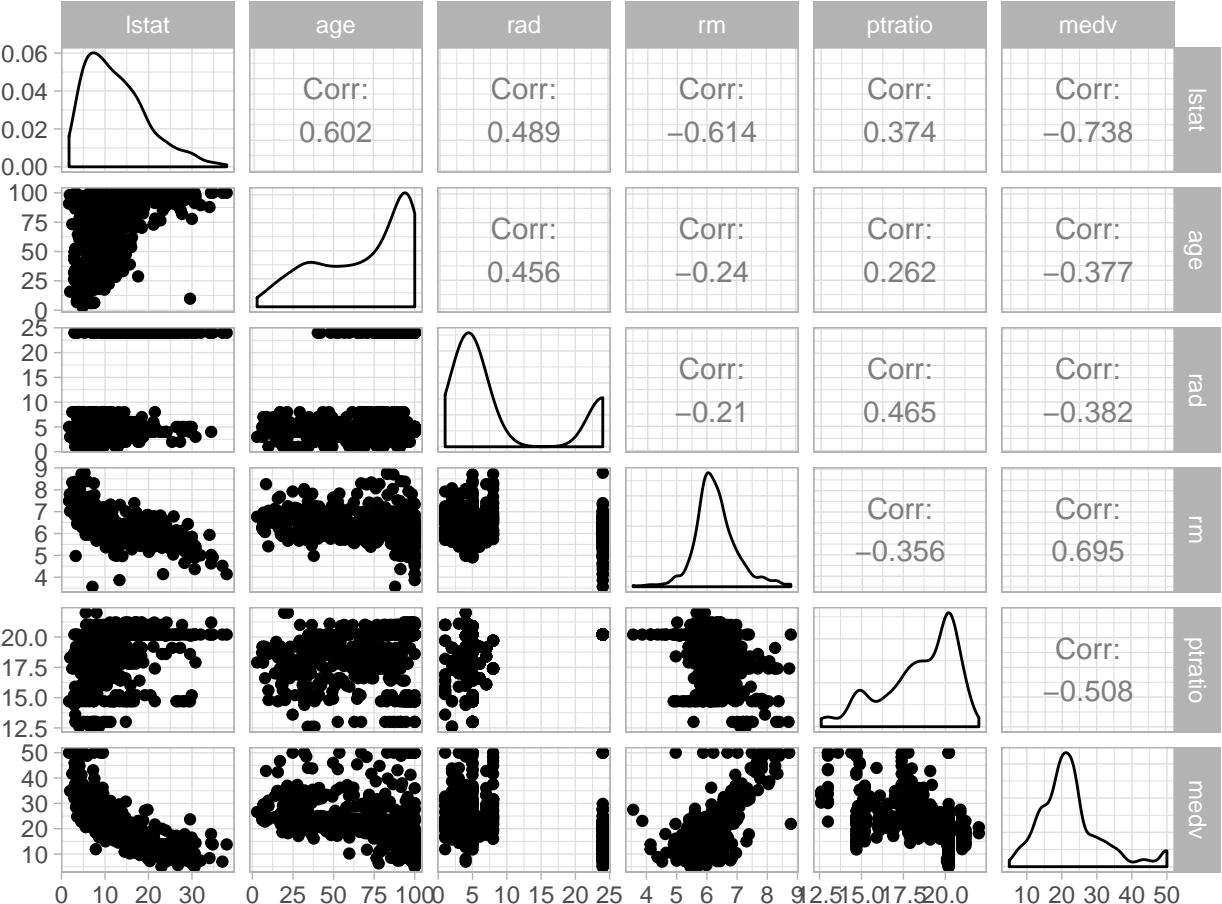 lstat age rad rm ptratio medv
0.06
0.04
0.02
0.00
Corr:
0.602
Corr:
0.489
Corr:
−0.614
Corr:
0.374
Corr:
−0.738
lstat
100
75
50
25
0
Corr:
0.456
Corr:
−0.24
Corr:
0.262
Corr:
−0.377
age
25
20
15
10
5
0
Corr:
−0.21
Corr:
0.465
Corr:
−0.382
rad
9
8
7
6
5
4
Corr:
−0.356
Corr:
0.695
rm
20.0
17.5
15.0
12.5
Corr:
−0.508
ptratio
50
40
30
20
10
medv
0 10 20 30
0 25 50 75 100
0 5 10 15 20 25
4 5 6 7 8 9
12.5 15.0 17.5 20.0
10 20 30 40 50